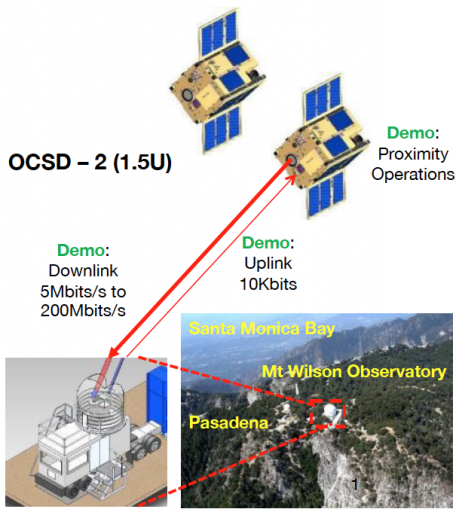 OCSD – 2 (1.5U)
Demo:
Proximity
Operations
Demo:
Downlink
5Mbits/s to
200Mbits/s
Demo:
Uplink
10Kbits
Santa Monica Bay
Mt Wilson Observatory
Pasadena
1